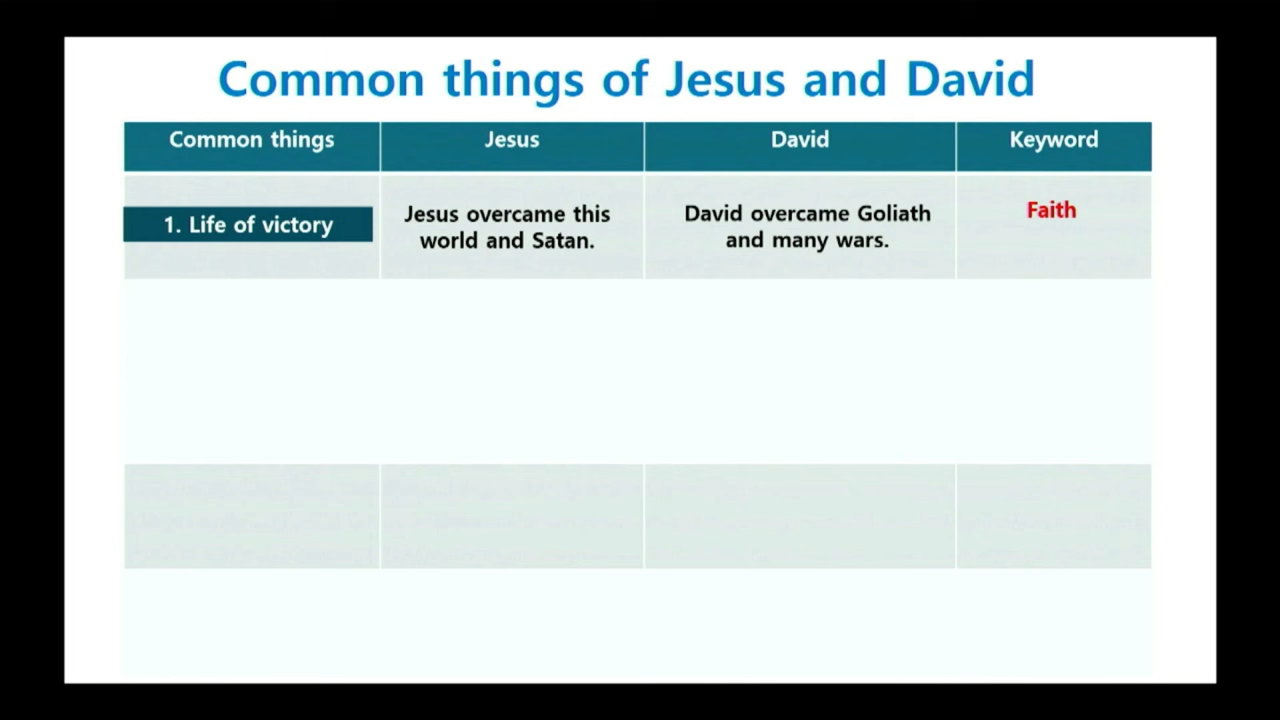 Common things of Jesus and David
Common things Jesus David Keyword
1. Life of victory
Jesus overcame this
world and Satan.
David overcame Goliath
and many wars.
Faith